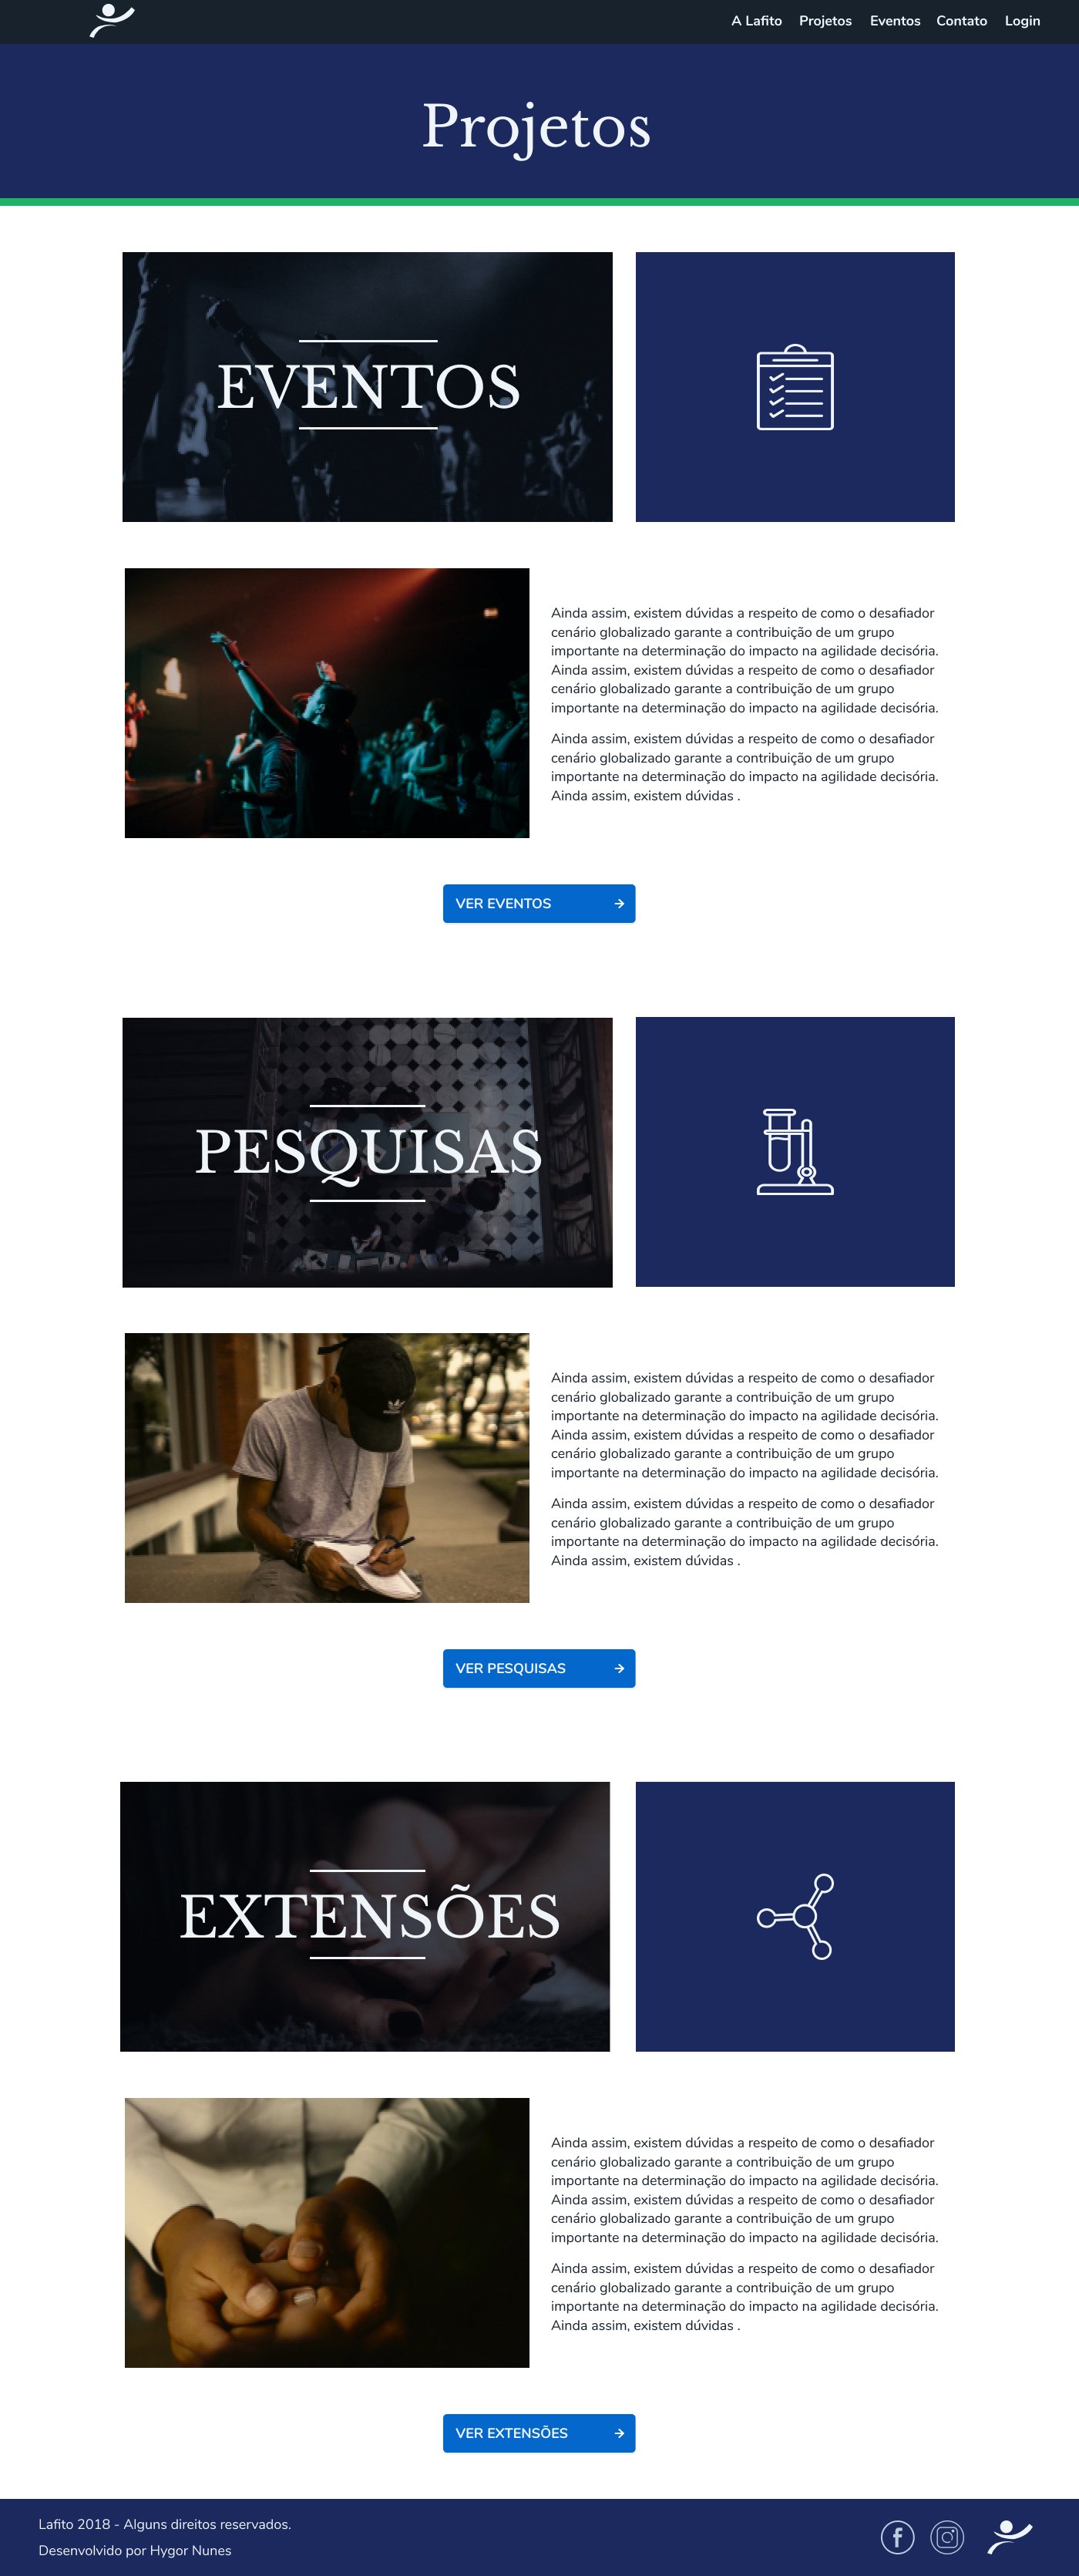 A Lafito Projetos Eventos Contato Login
Projetos
EVENTOS
Ainda assim, existem dúvidas a respeito de como o desafiador
cenário globalizado garante a contribuição de um grupo
importante na determinação do impacto na agilidade decisória.
Ainda assim, existem dúvidas a respeito de como o desafiador
cenário globalizado garante a contribuição de um grupo
importante na determinação do impacto na agilidade decisória.
Ainda assim, existem dúvidas a respeito de como o desafiador
cenário globalizado garante a contribuição de um grupo
importante na determinação do impacto na agilidade decisória.
Ainda assim, existem dúvidas .
VER EVENTOS
PESQUISAS
Ainda assim, existem dúvidas a respeito de como o desafiador
cenário globalizado garante a contribuição de um grupo
importante na determinação do impacto na agilidade decisória.
Ainda assim, existem dúvidas a respeito de como o desafiador
cenário globalizado garante a contribuição de um grupo
importante na determinação do impacto na agilidade decisória.
Ainda assim, existem dúvidas a respeito de como o desafiador
cenário globalizado garante a contribuição de um grupo
importante na determinação do impacto na agilidade decisória.
Ainda assim, existem dúvidas .
VER PESQUISAS
EXTENSÕES
Ainda assim, existem dúvidas a respeito de como o desafiador
cenário globalizado garante a contribuição de um grupo
importante na determinação do impacto na agilidade decisória.
Ainda assim, existem dúvidas a respeito de como o desafiador
cenário globalizado garante a contribuição de um grupo
importante na determinação do impacto na agilidade decisória.
Ainda assim, existem dúvidas a respeito de como o desafiador
cenário globalizado garante a contribuição de um grupo
importante na determinação do impacto na agilidade decisória.
Ainda assim, existem dúvidas .
VER EXTENSÕES
Lafito 2018 - Alguns direitos reservados.
Desenvolvido por Hygor Nunes